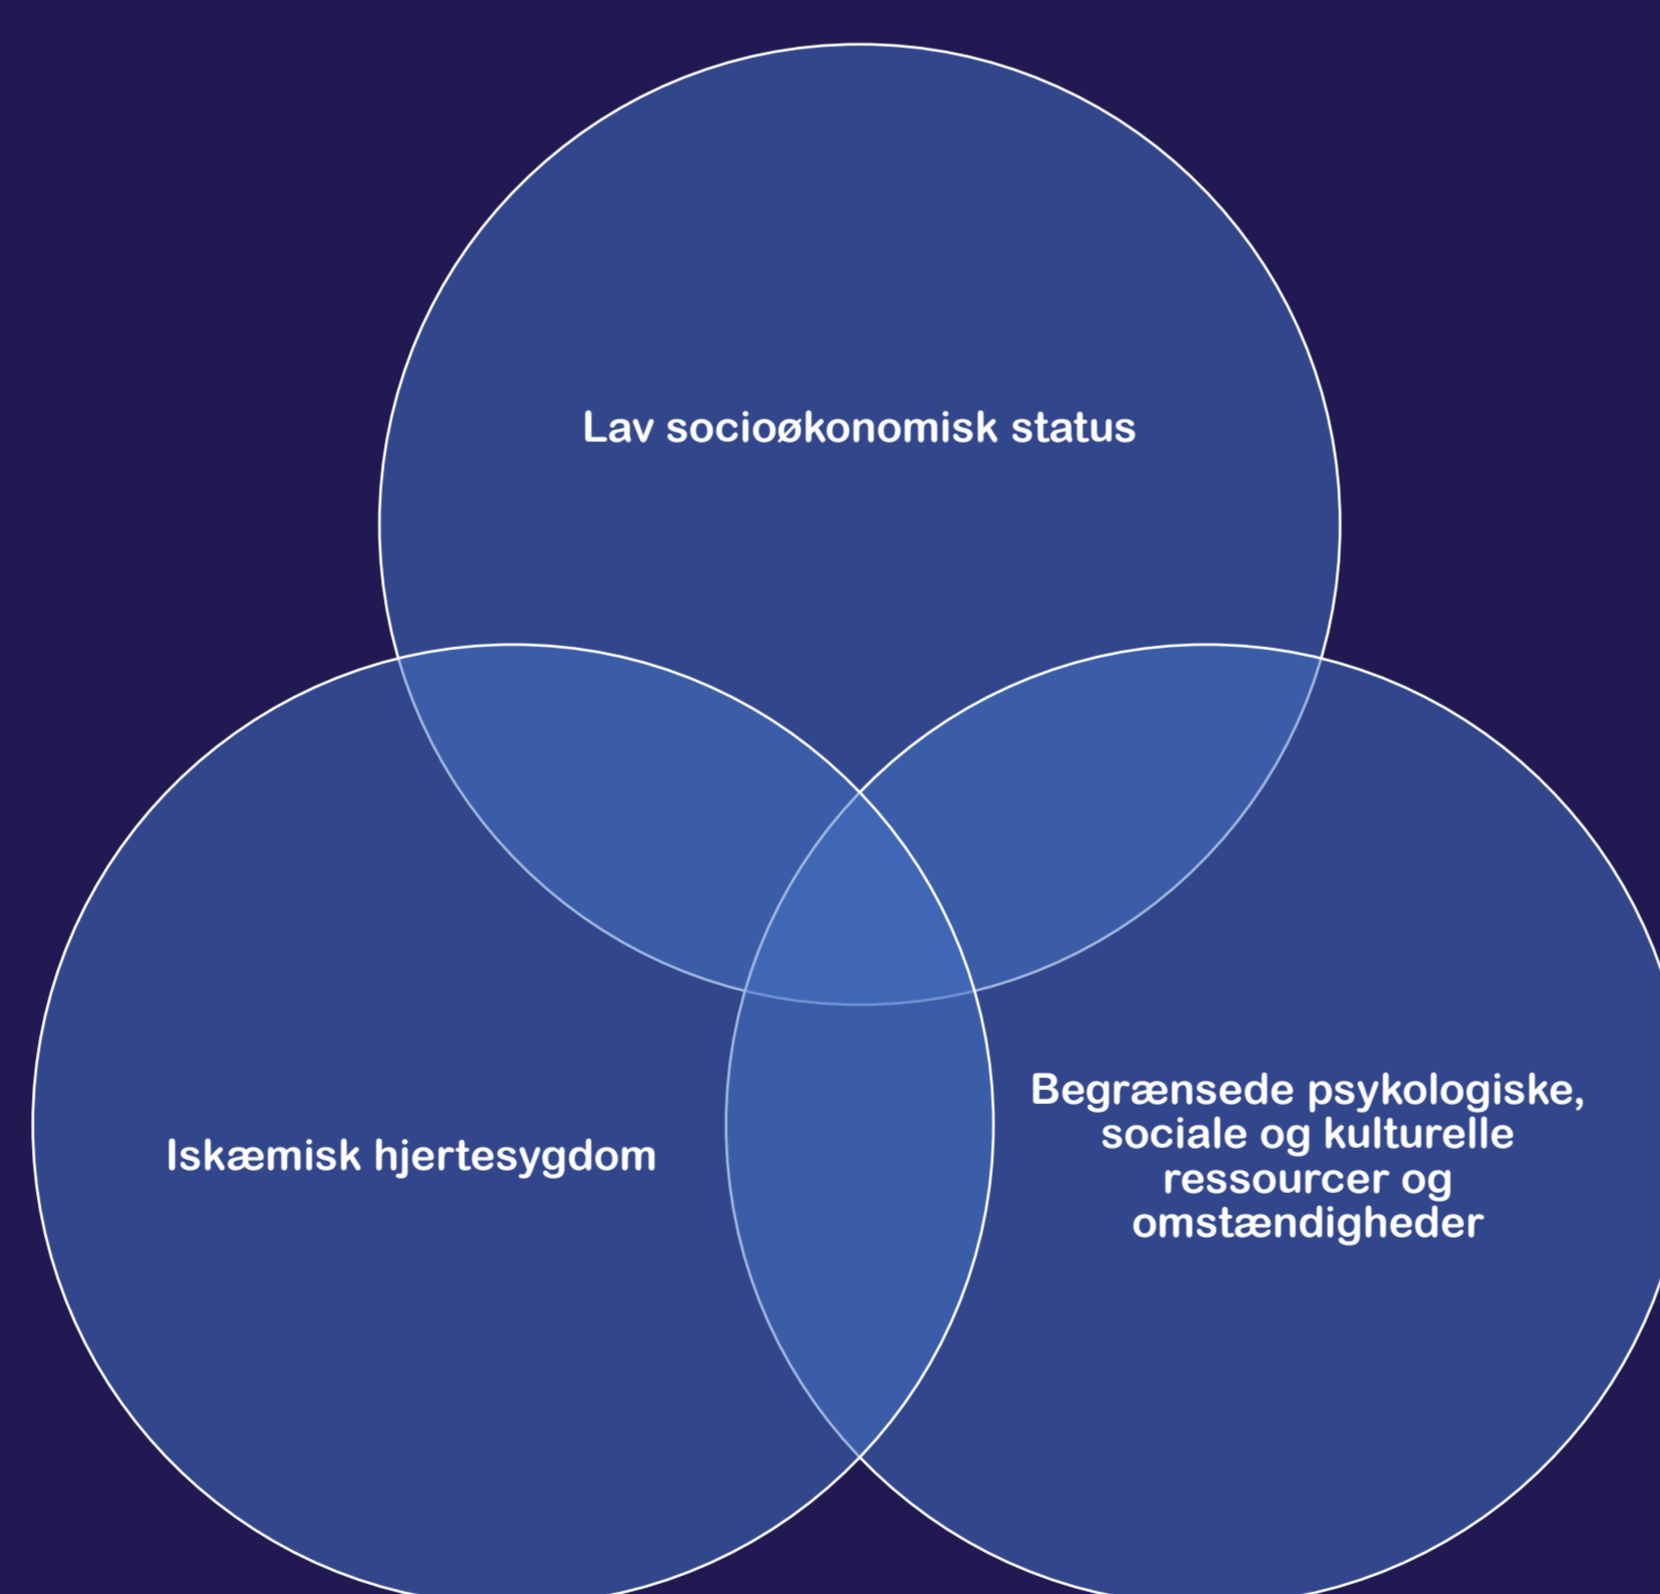 Lav socioøkonomisk status
Iskæmisk hjertesygdom
Begrænsede psykologiske,
sociale og kulturelle
ressourcer og
omstændigheder